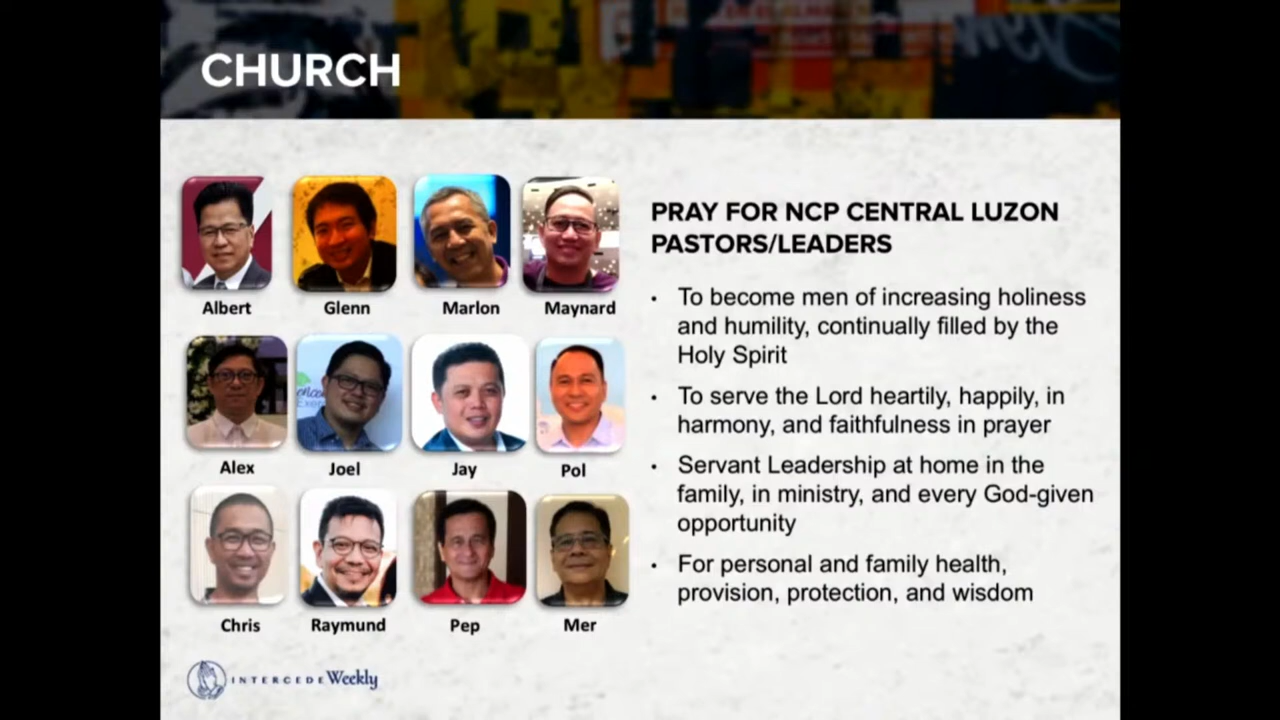 CHURCH
PRAY FOR NCP CENTRAL LUZON
PASTORS/LEADERS
Albert Glenn Marlon Maynard
Alex Joel Jay Pol
Chris Raymund Pep Mer
• To become men of increasing holiness
and humility, continually filled by the
Holy Spirit
• To serve the Lord heartily, happily, in
harmony, and faithfulness in prayer
• Servant Leadership at home in the
family, in ministry, and every God-given
opportunity
• For personal and family health,
provision, protection, and wisdom
INTERCEDE Weekly